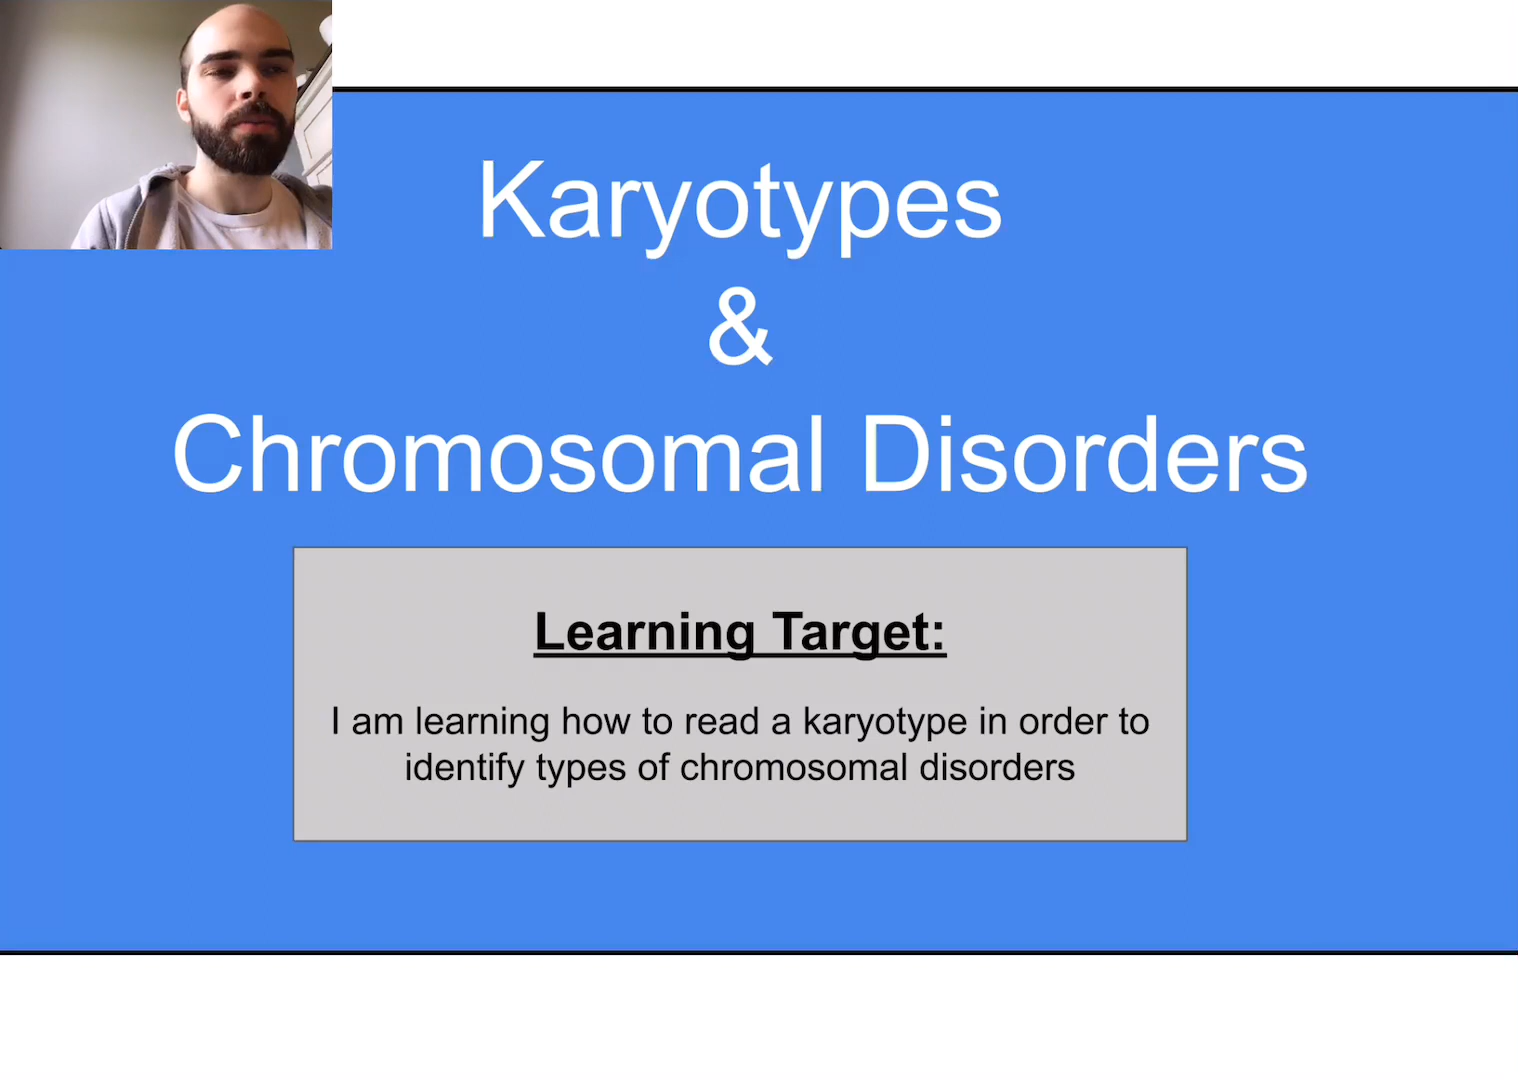 Karyotypes
&
Chromosomal Disorders
Learning Target:
I am learning how to read a karyotype in order to
identify types of chromosomal disorders